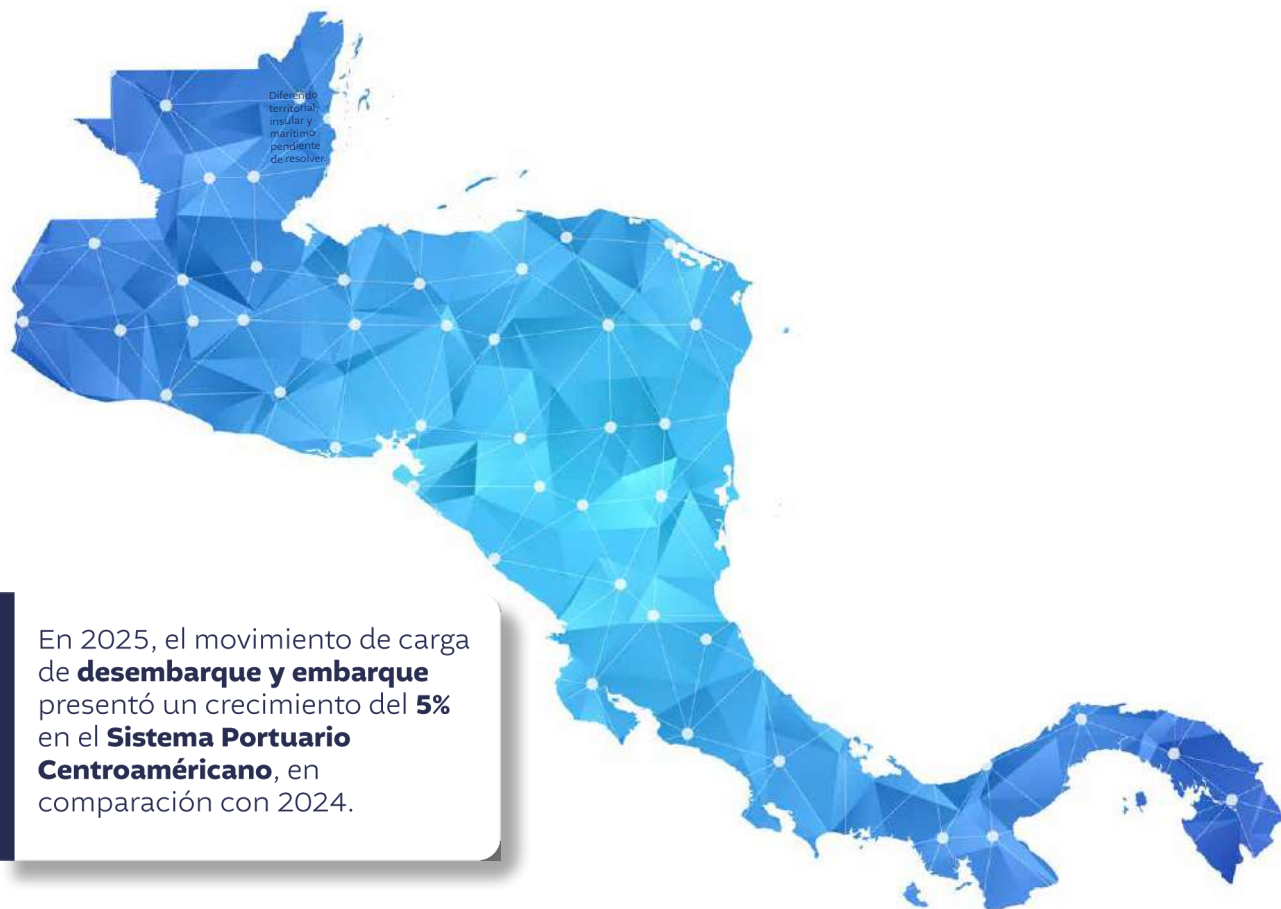 Diferendo
territorial,
insular y
marítimo
pendiente
de resolver.
En 2025, el movimiento de carga
de desembarque y embarque
presentó un crecimiento del 5%
en el Sistema Portuario
Centroaméricano, en
comparación con 2024.